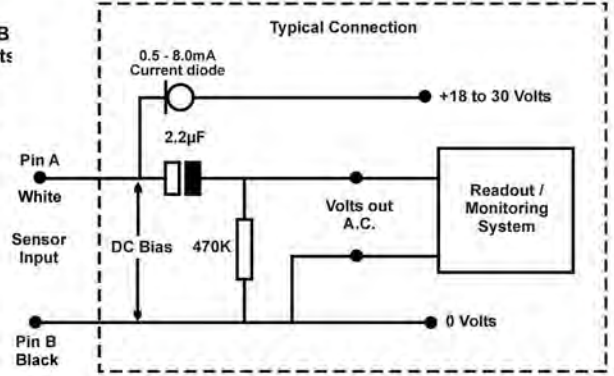 B
ts
Typical Connection
0.5 - 8.0mA
Current diode
+18 to 30 Volts
2.2µF
Pin A
White
Volts out
A.C.
Readout /
Monitoring
System
Sensor
Input
DC Bias
470K
0 Volts
Pin B
Black